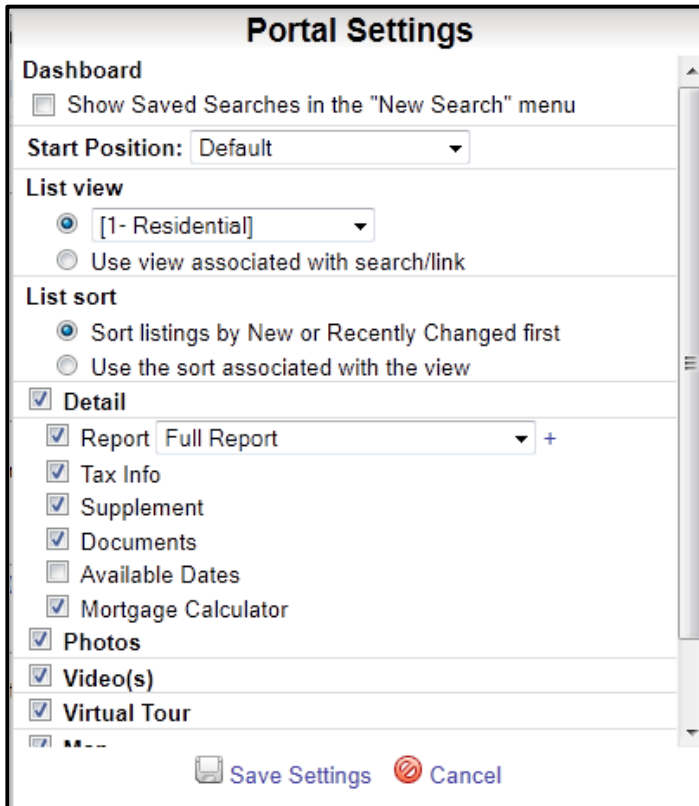 Portal Settings
Dashboard
Show Saved Searches in the "New Search" menu
Start Position: Default
List view
[1- Residential]
Use view associated with search/link
List sort
Sort listings by New or Recently Changed first
Use the sort associated with the view
Detail
Report Full Report +
Tax Info
Supplement
Documents
Available Dates
Mortgage Calculator
Photos
Video(s)
Virtual Tour
Save Settings Cancel